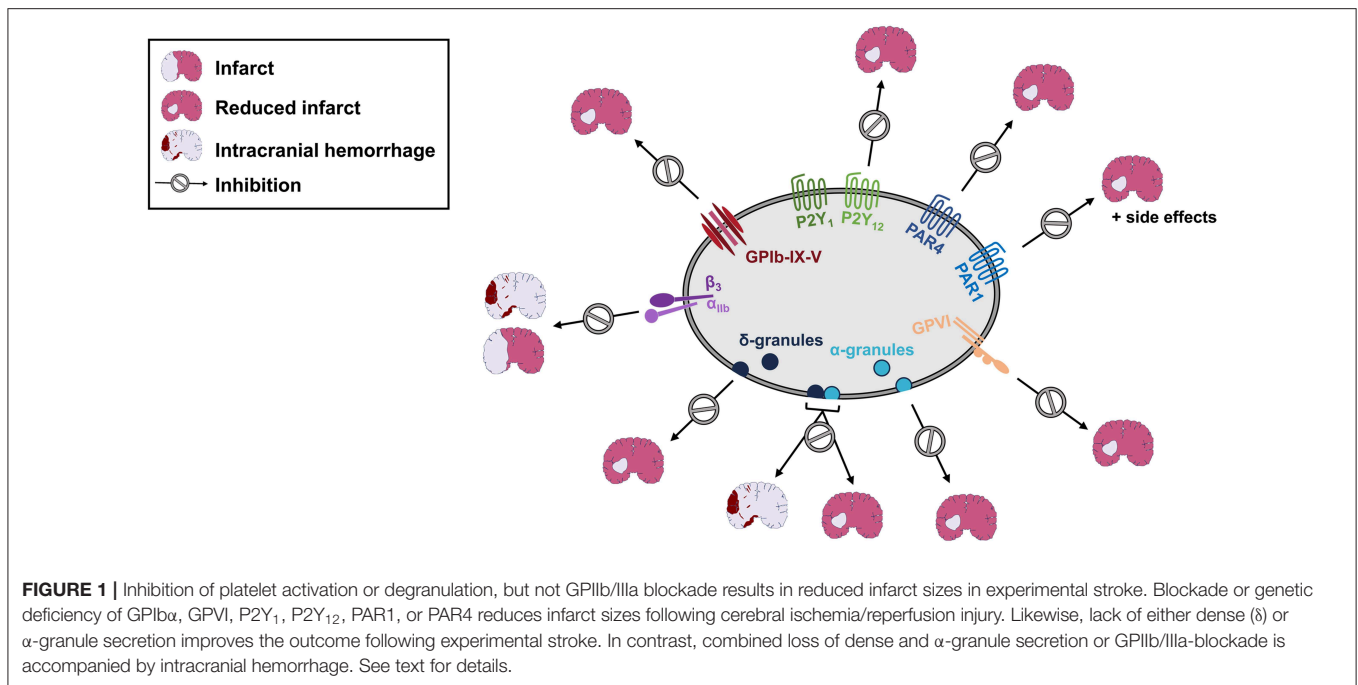 Infarct
Reduced infarct
Intracranial hemorrhage
Inhibition
P2Y₁
P2Y₁₂
PAR4
PAR1
+ side effects
GPIb-IX-V
β₃
αIIb
GPVI
δ-granules
α-granules
FIGURE 1 | Inhibition of platelet activation or degranulation, but not GPIIb/IIIa blockade results in reduced infarct sizes in experimental stroke. Blockade or genetic
deficiency of GPIbα, GPVI, P2Y₁, P2Y₁₂, PAR1, or PAR4 reduces infarct sizes following cerebral ischemia/reperfusion injury. Likewise, lack of either dense (δ) or
α-granule secretion improves the outcome following experimental stroke. In contrast, combined loss of dense and α-granule secretion or GPIIb/IIIa-blockade is
accompanied by intracranial hemorrhage. See text for details.